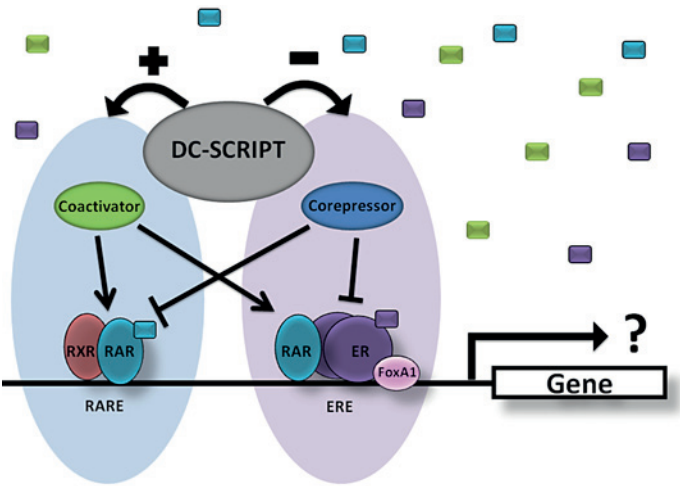 +
−
DC-SCRIPT
Coactivator
Corepressor
RXR
RAR
RAR
ER
FoxA1
?
Gene
RARE
ERE